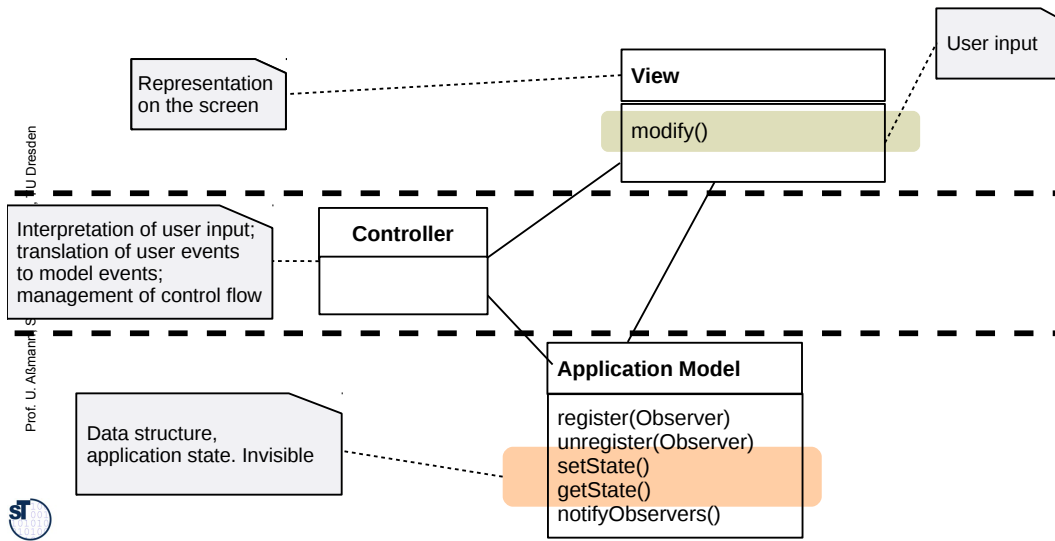 User input
View
Representation
on the screen
modify()
Prof. U. Aßmann
U Dresden
Interpretation of user input;
translation of user events
to model events;
management of control flow
Controller
Application Model
register(Observer)
unregister(Observer)
setState()
getState()
notifyObservers()
Data structure,
application state. Invisible
ST